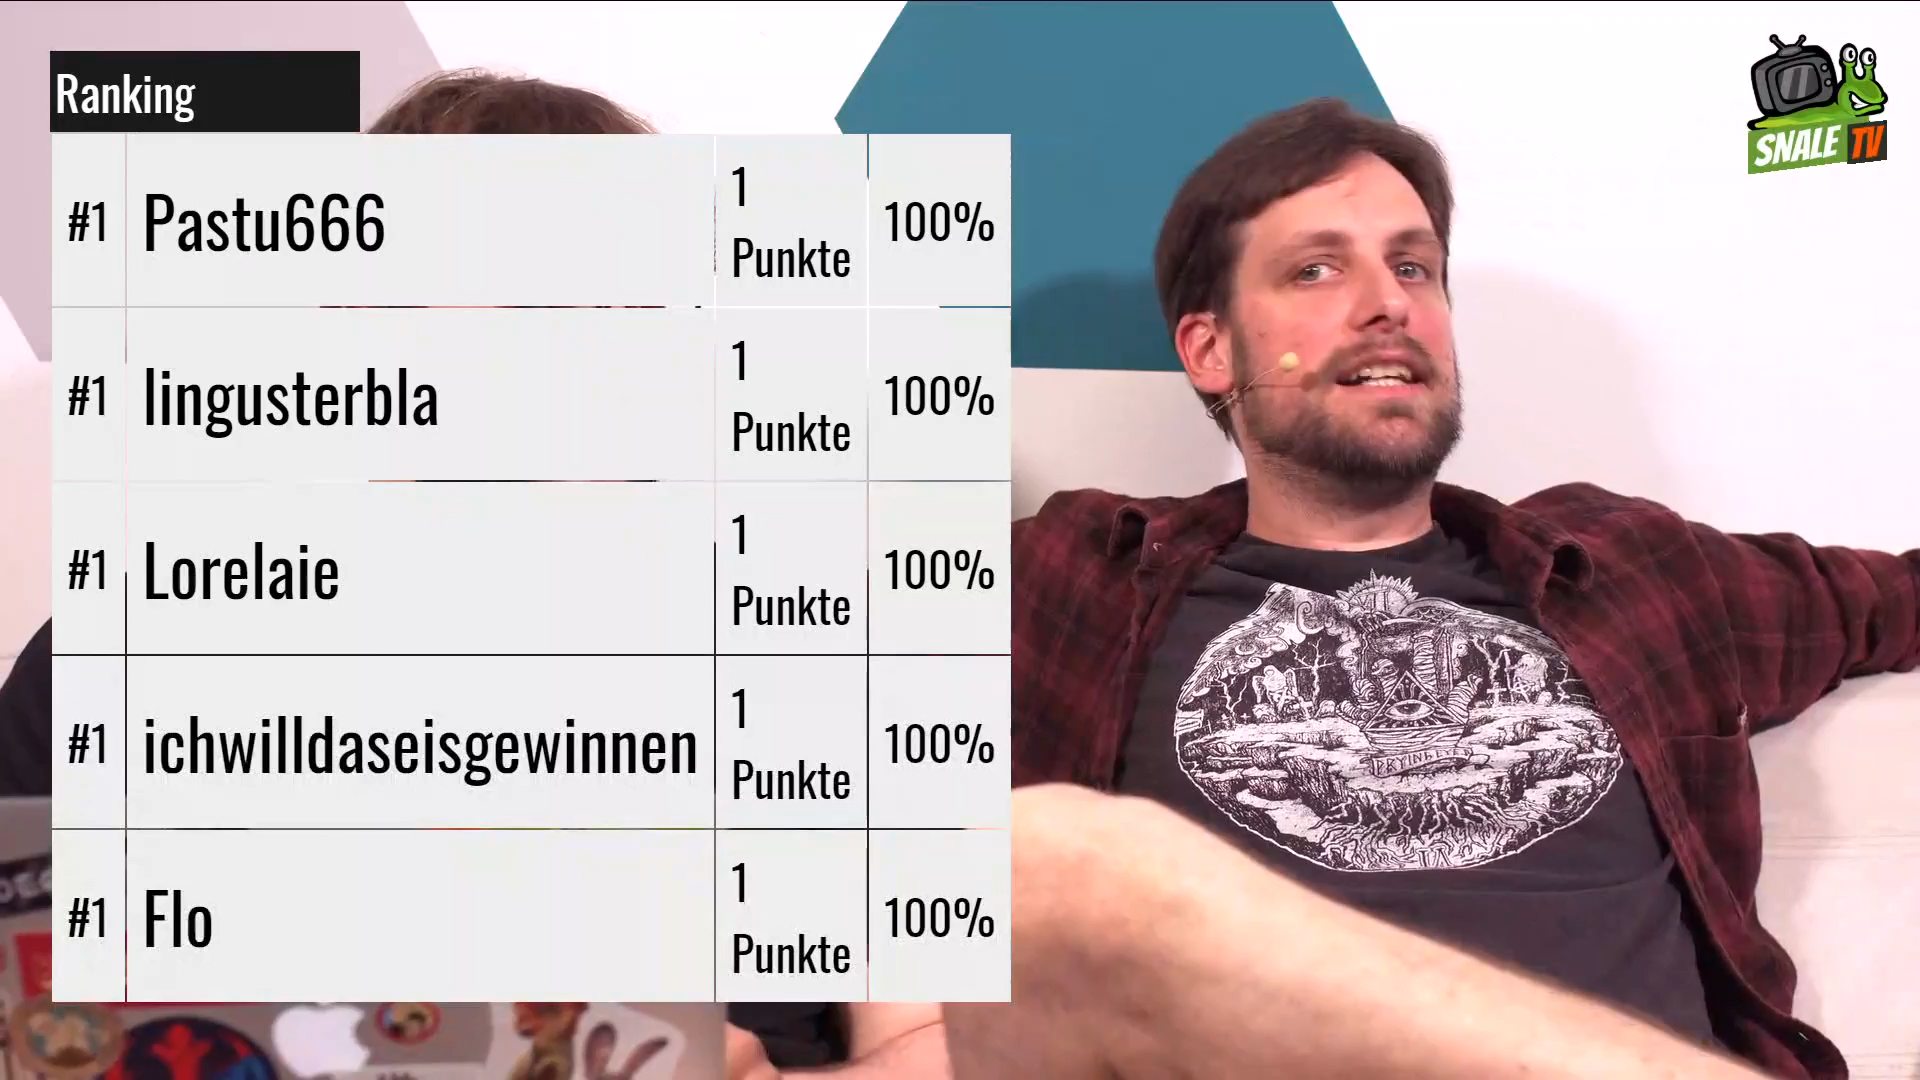 Ranking
SNALE TV
#1 Pastu666 1 Punkte 100%
#1 lingusterbla 1 Punkte 100%
#1 Lorelaie 1 Punkte 100%
#1 ichwilldaseisgewinnen 1 Punkte 100%
#1 Flo 1 Punkte 100%